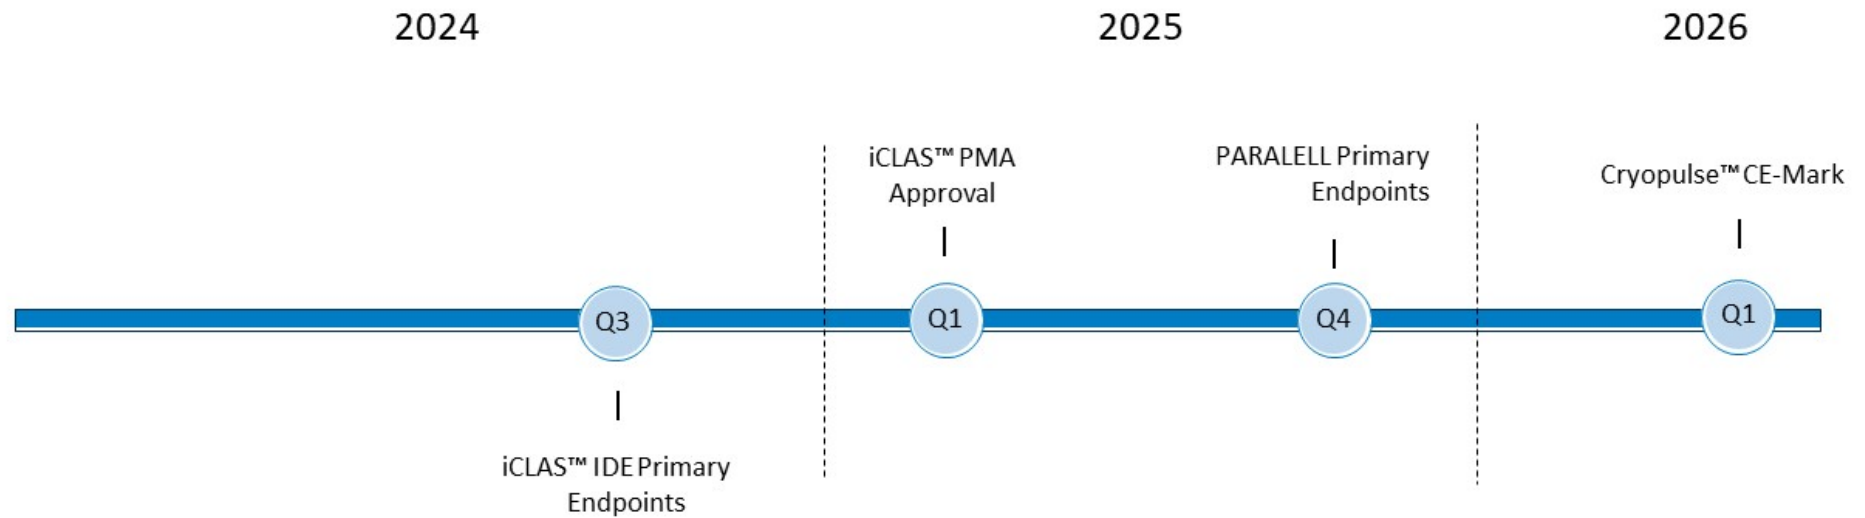 2024
2025
2026
iCLAS™ PMA
Approval
PARALELL Primary
Endpoints
Cryopulse™ CE-Mark
Q3
Q1
Q4
Q1
iCLAS™ IDE Primary
Endpoints